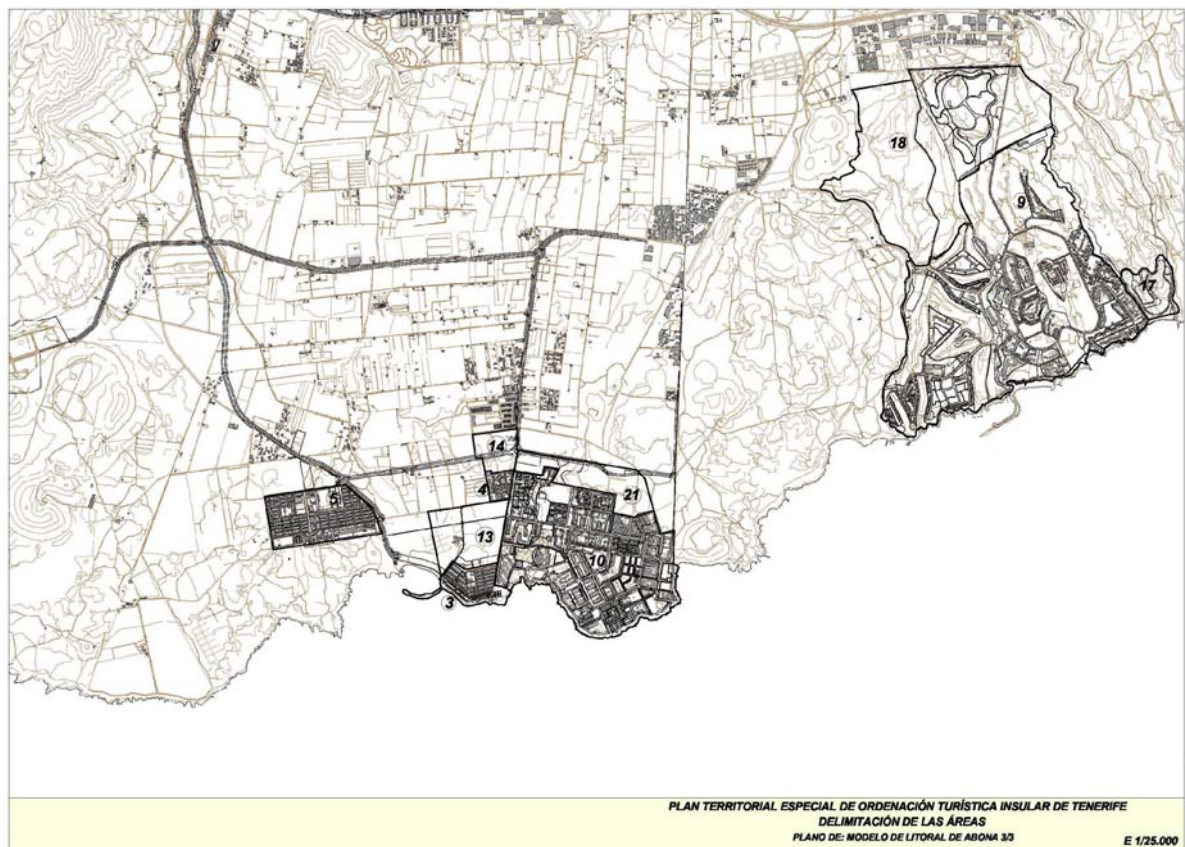 18
9
17
14
4
5
21
13
10
3
PLAN TERRITORIAL ESPECIAL DE ORDENACIÓN TURÍSTICA INSULAR DE TENERIFE
DELIMITACIÓN DE LAS ÁREAS
PLANO DE: MODELO DE LITORAL DE ABONA 3/3
E 1/25.000